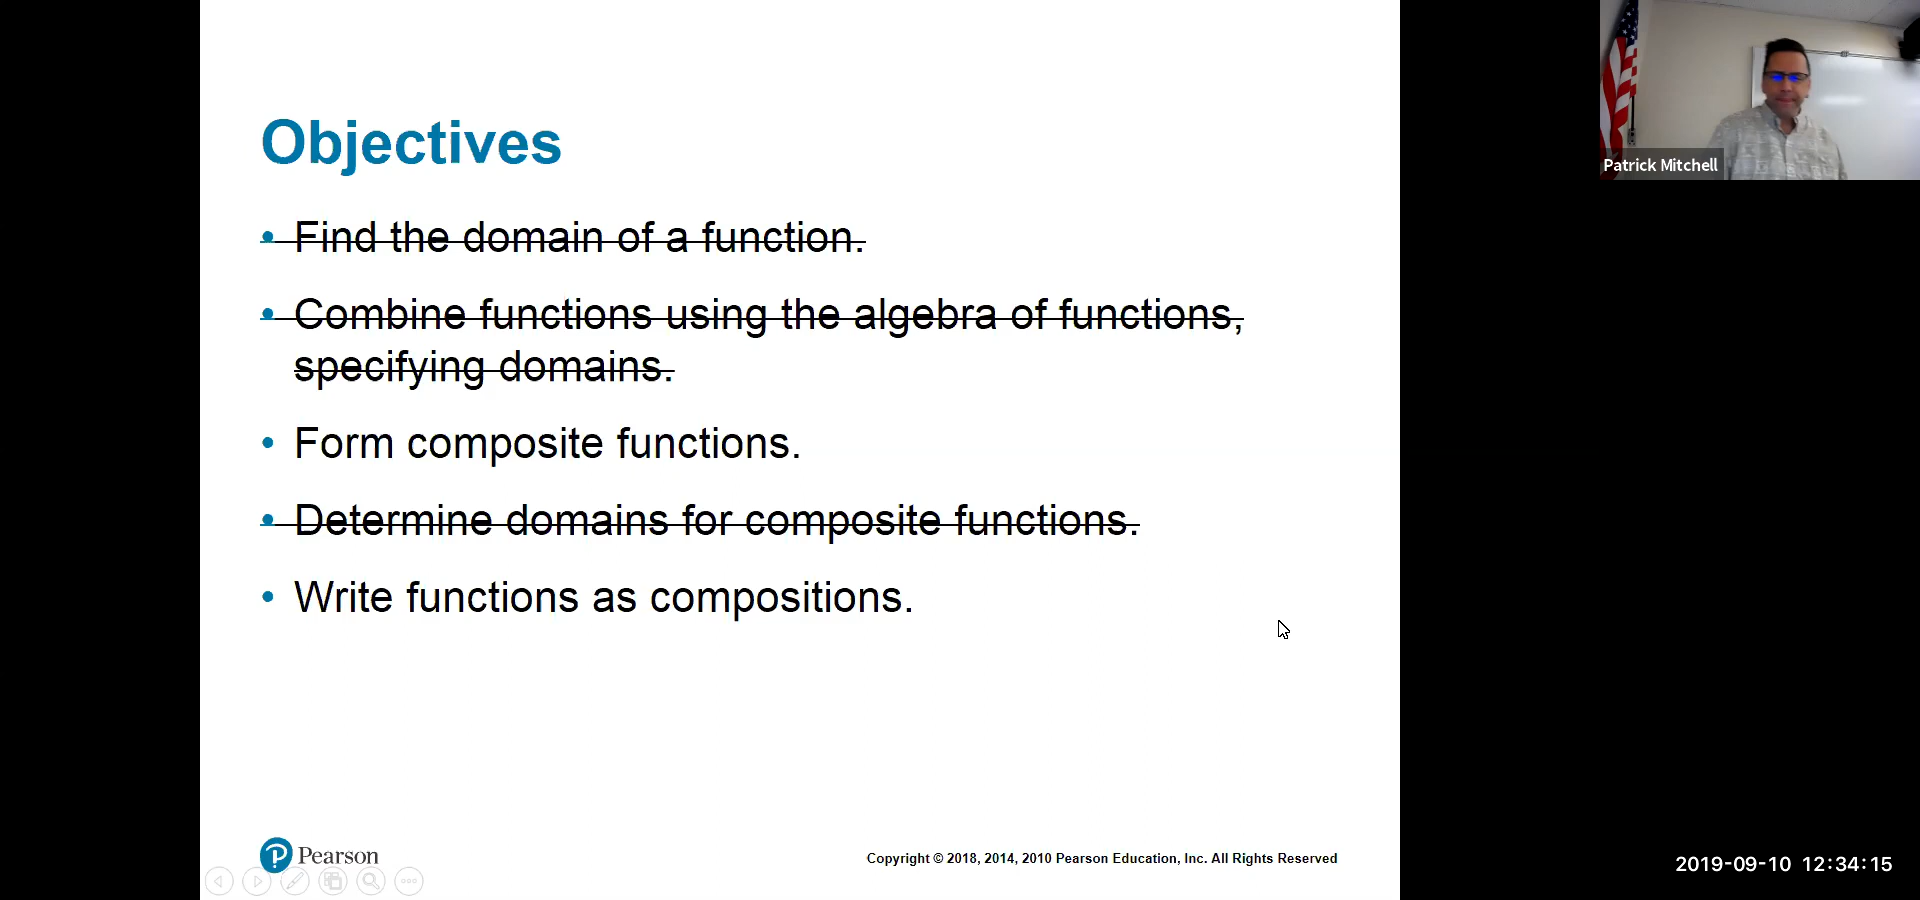 Objectives
• Find the domain of a function.
• Combine functions using the algebra of functions,
specifying domains.
• Form composite functions.
• Determine domains for composite functions.
• Write functions as compositions.
Patrick Mitchell
Pearson
Copyright © 2018, 2014, 2010 Pearson Education, Inc. All Rights Reserved
2019-09-10 12:34:15